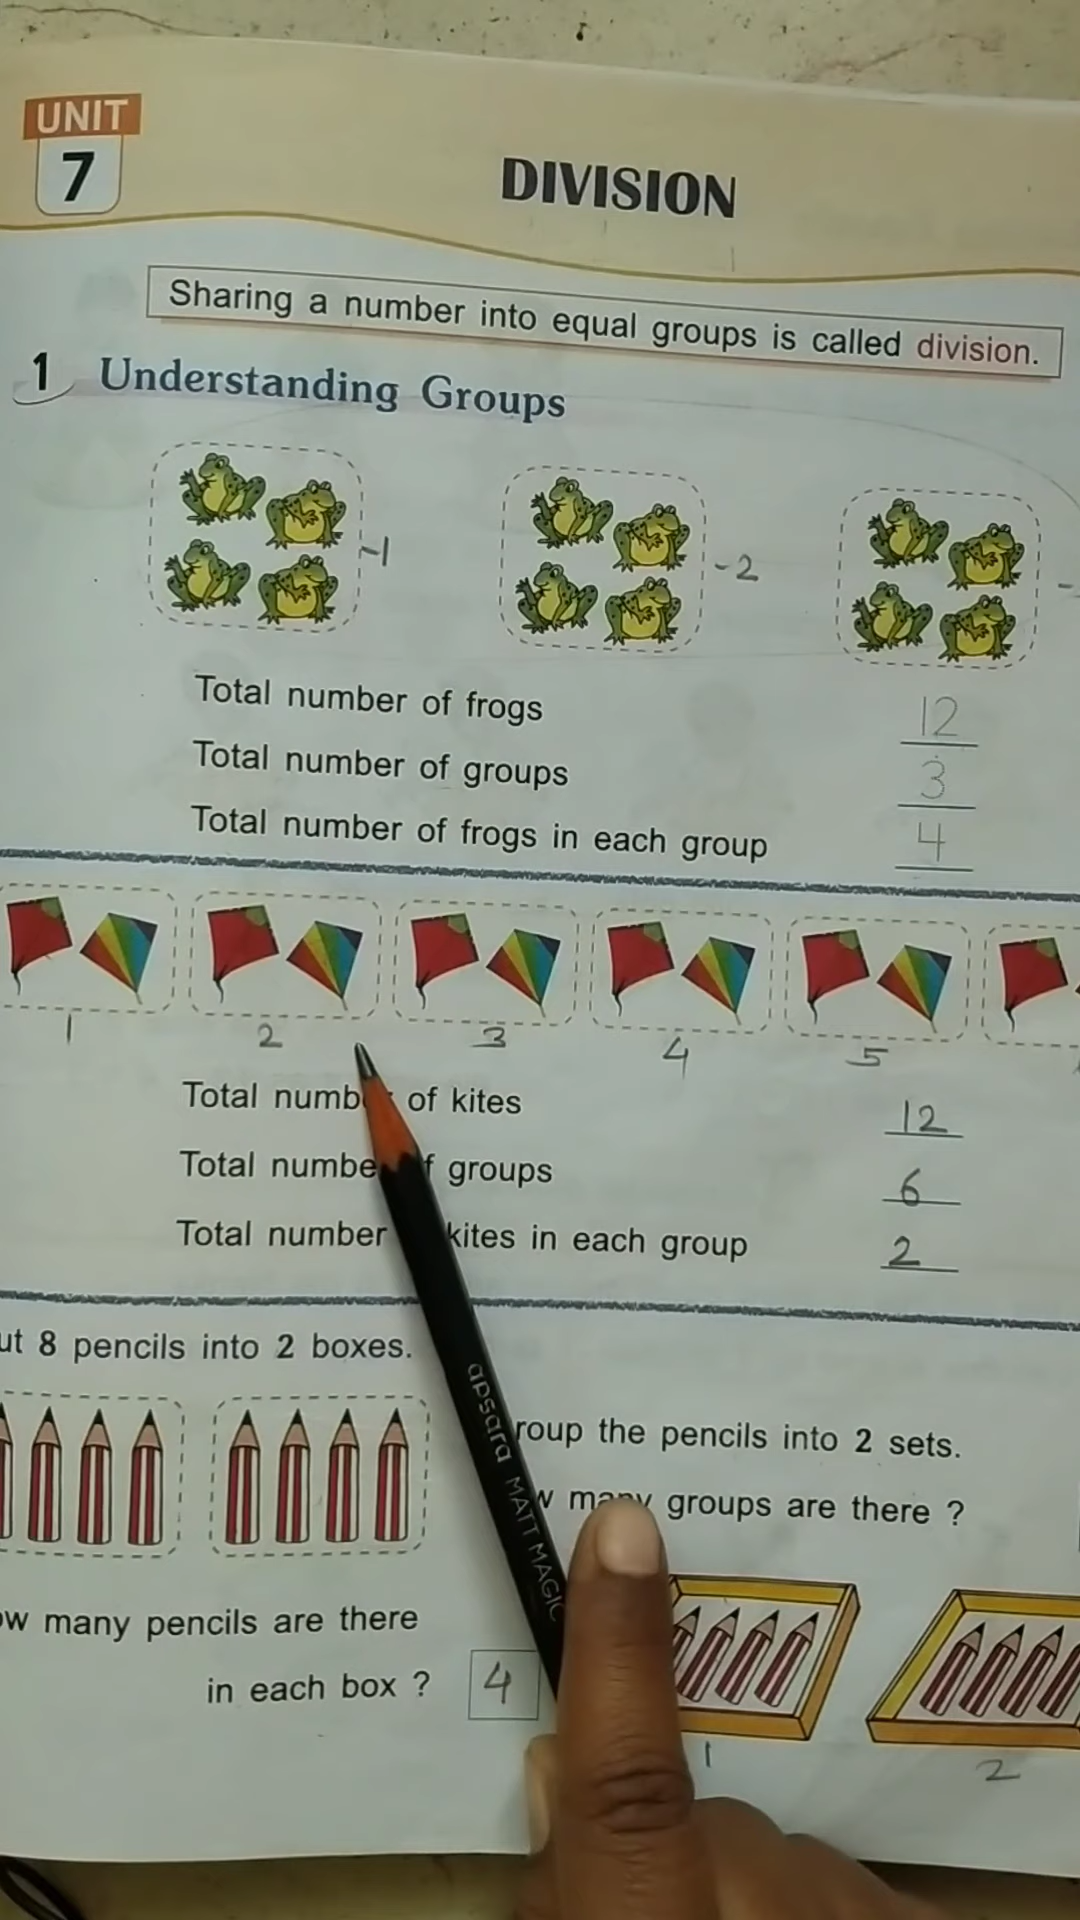 UNIT
7
DIVISION
Sharing a number into equal groups is called division.
1 Understanding Groups
-1
-2
Total number of frogs 12
Total number of groups 3
Total number of frogs in each group 4
1 2 3 4 5
Total of kites 12
Total groups 6
Total number kites in each group 2
8 pencils into 2 boxes.
the pencils into 2 sets.
many groups are there ?
many pencils are there
in each box ? 4
1
2
apsara MATT MAGIC